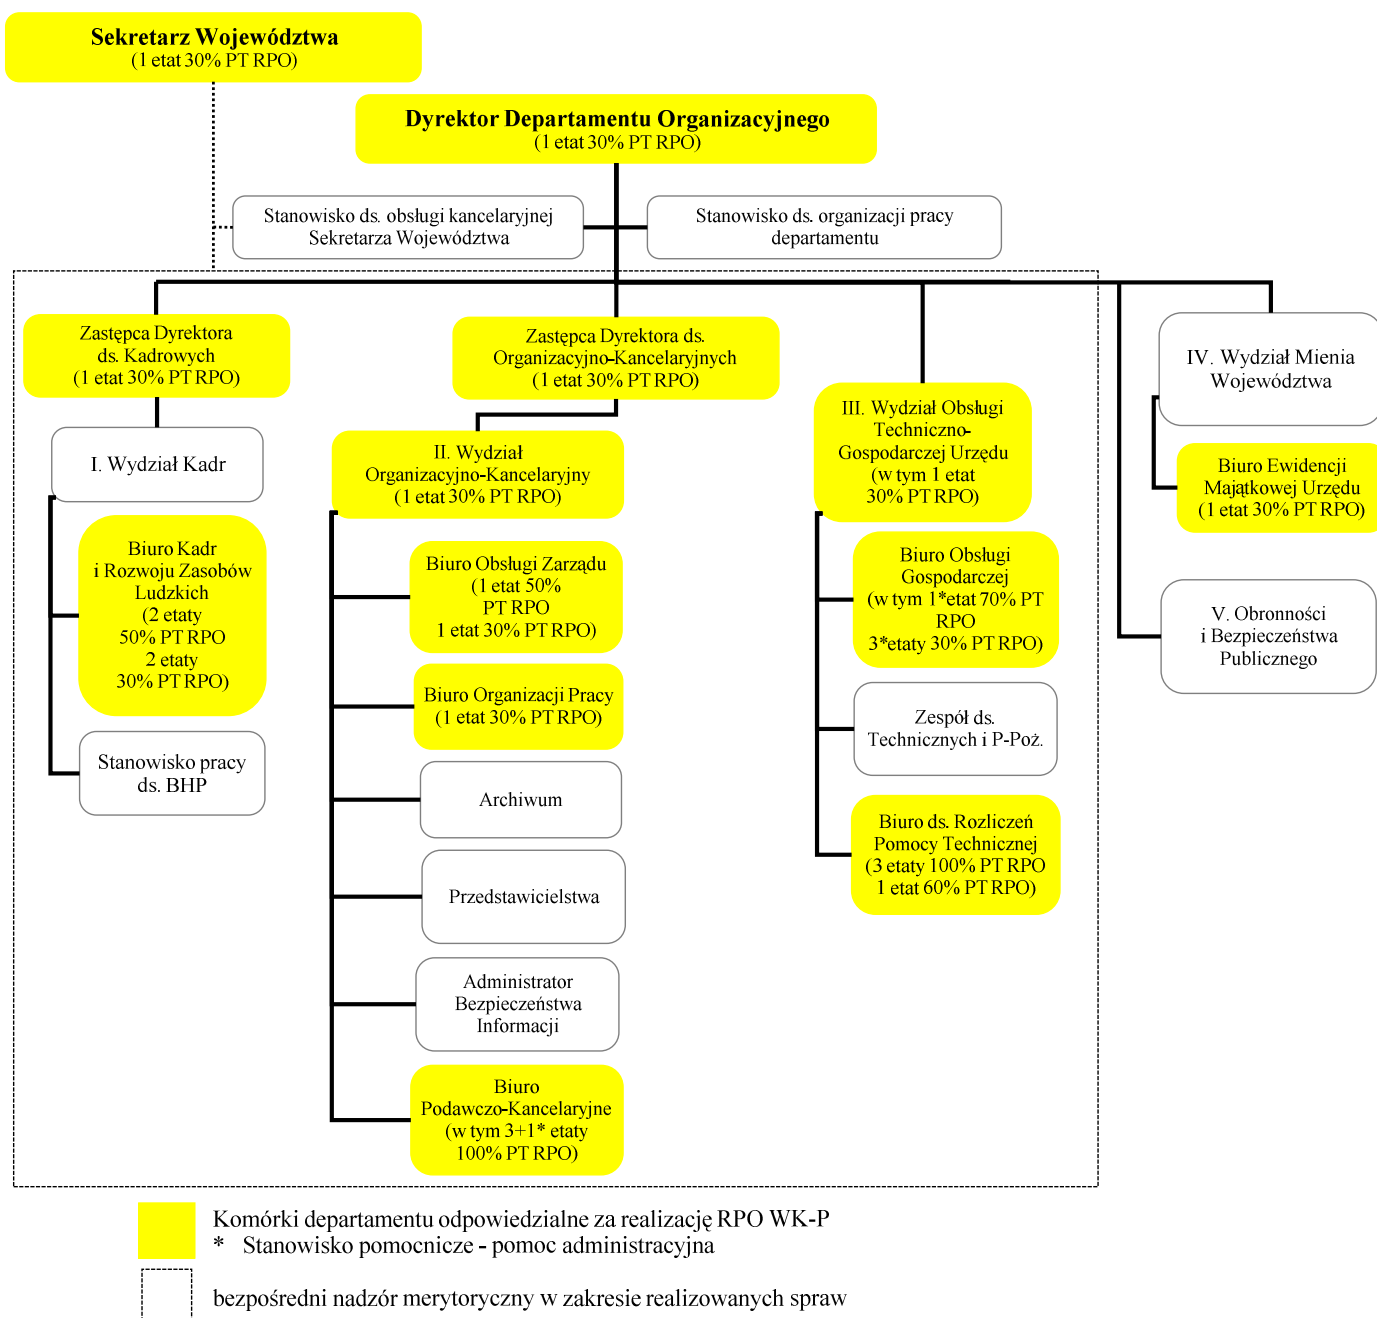 Sekretarz Województwa
(1 etat 30% PT RPO)
Dyrektor Departamentu Organizacyjnego
(1 etat 30% PT RPO)
Stanowisko ds. obsługi kancelaryjnej
Sekretarza Województwa
Stanowisko ds. organizacji pracy
departamentu
Zastępca Dyrektora
ds. Kadrowych
(1 etat 30% PT RPO)
I. Wydział Kadr
Biuro Kadr
i Rozwoju Zasobów
Ludzkich
(2 etaty
50% PT RPO
2 etaty
30% PT RPO)
Stanowisko pracy
ds. BHP
Zastępca Dyrektora ds.
Organizacyjno-Kancelaryjnych
(1 etat 30% PT RPO)
II. Wydział
Organizacyjno-Kancelaryjny
(1 etat 30% PT RPO)
Biuro Obsługi Zarządu
(1 etat 50%
PT RPO
1 etat 30% PT RPO)
Biuro Organizacji Pracy
(1 etat 30% PT RPO)
Archiwum
Przedstawicielstwa
Administrator
Bezpieczeństwa
Informacji
Biuro
Podawczo-Kancelaryjne
(w tym 3+1* etaty
100% PT RPO)
III. Wydział Obsługi
Techniczno-
Gospodarczej Urzędu
(w tym 1 etat
30% PT RPO)
Biuro Obsługi
Gospodarczej
(w tym 1*etat 70% PT
RPO
3*etaty 30% PT RPO)
Zespół ds.
Technicznych i P-Poż.
Biuro ds. Rozliczeń
Pomocy Technicznej
(3 etaty 100% PT RPO
1 etat 60% PT RPO)
IV. Wydział Mienia
Województwa
Biuro Ewidencji
Majątkowej Urzędu
(1 etat 30% PT RPO)
V. Obronności
i Bezpieczeństwa
Publicznego
Komórki departamentu odpowiedzialne za realizację RPO WK-P
* Stanowisko pomocnicze - pomoc administracyjna
bezpośredni nadzór merytoryczny w zakresie realizowanych spraw